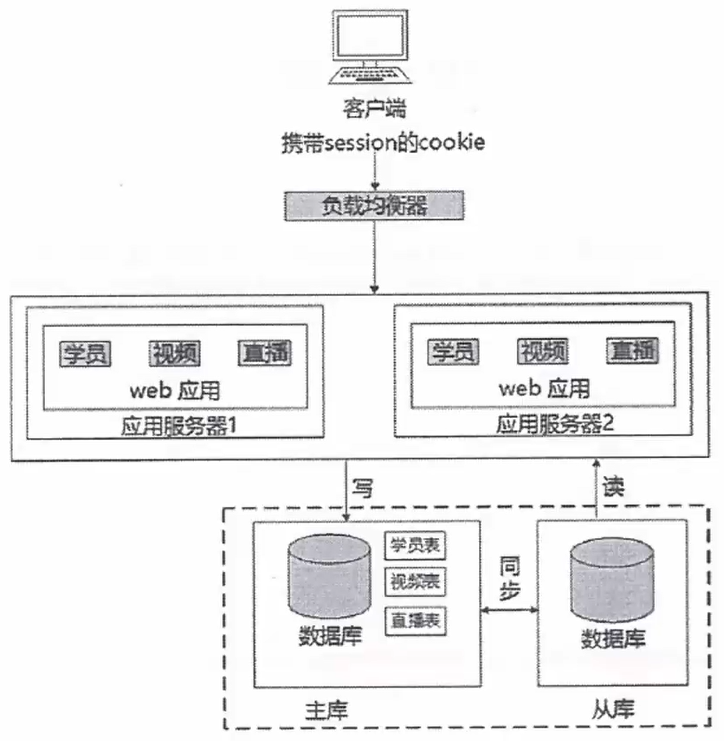 客户端
携带session的cookie
负载均衡器
学员 视频 直播
web 应用
应用服务器1
学员 视频 直播
web 应用
应用服务器2
写
读
学员表
视频表
直播表
数据库
主库
同步
数据库
从库